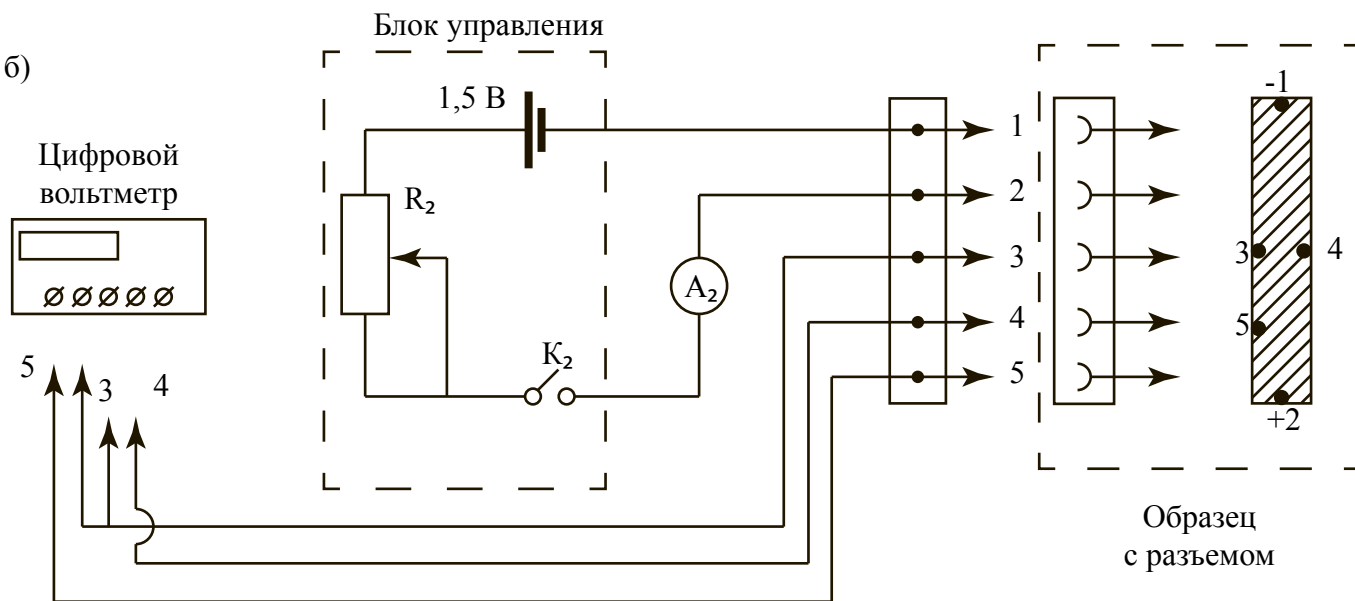 Блок управления
б)
1,5 В
Цифровой
вольтметр
R₂
A₂
К₂
1
2
3
4
5
-1
3
4
5
+2
5
3
4
Образец
с разъемом